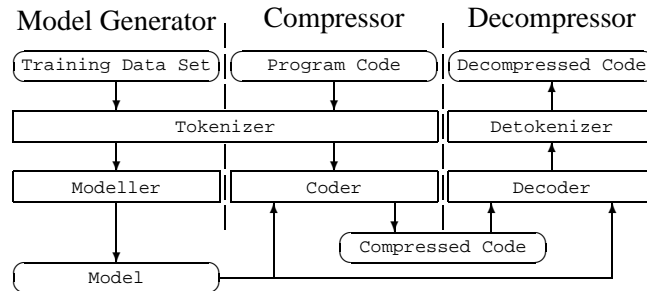 Model Generator Compressor Decompressor
Training Data Set Program Code Decompressed Code
Tokenizer Detokenizer
Modeller Coder Decoder
Compressed Code
Model